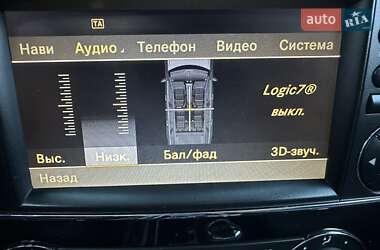 auto RIA
TA
Нави Аудио Телефон Видео Система
Logic7®
выкл.
Выс. Низк. Бал/фад 3D-звуч.
Назад